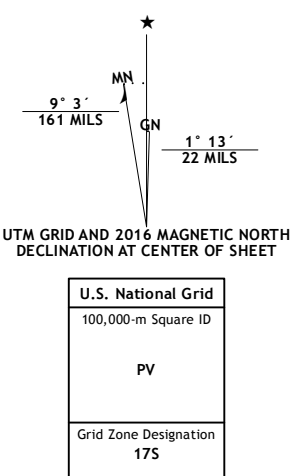 MN
9° 3´
161 MILS
GN
1° 13´
22 MILS
UTM GRID AND 2016 MAGNETIC NORTH
DECLINATION AT CENTER OF SHEET
U.S. National Grid
100,000-m Square ID
PV
Grid Zone Designation
17S